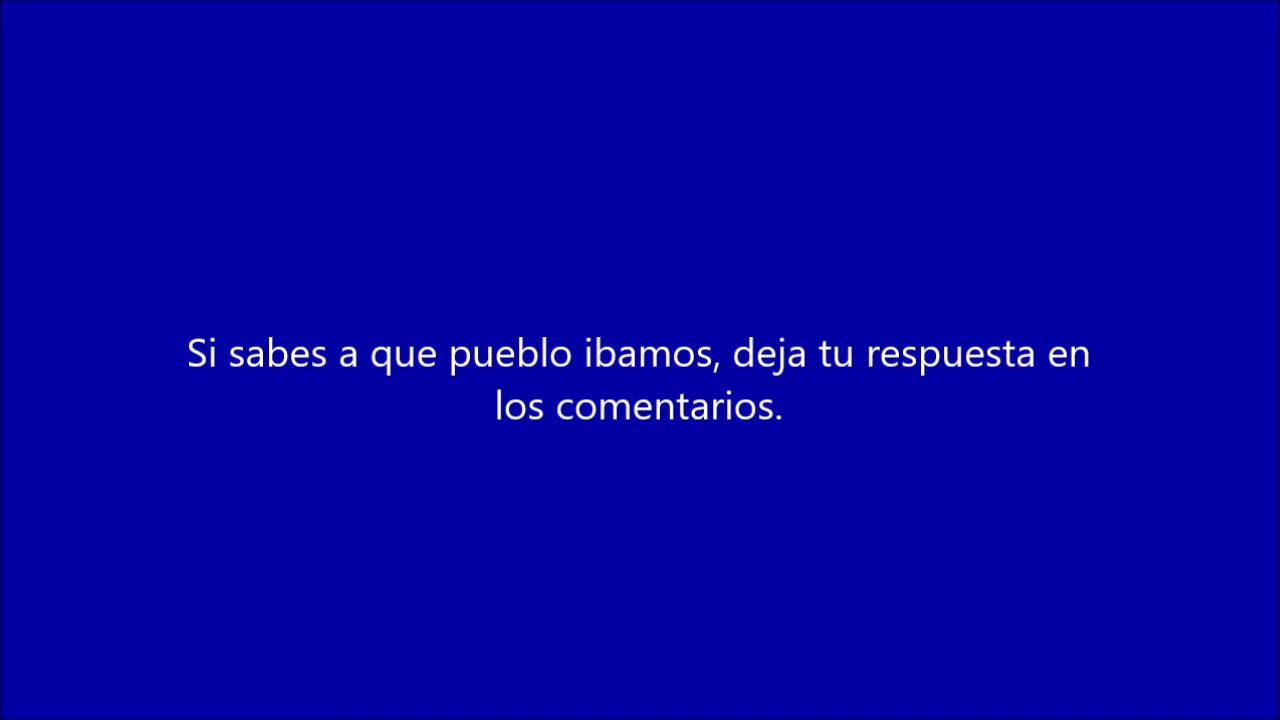 Si sabes a que pueblo ibamos, deja tu respuesta en
los comentarios.